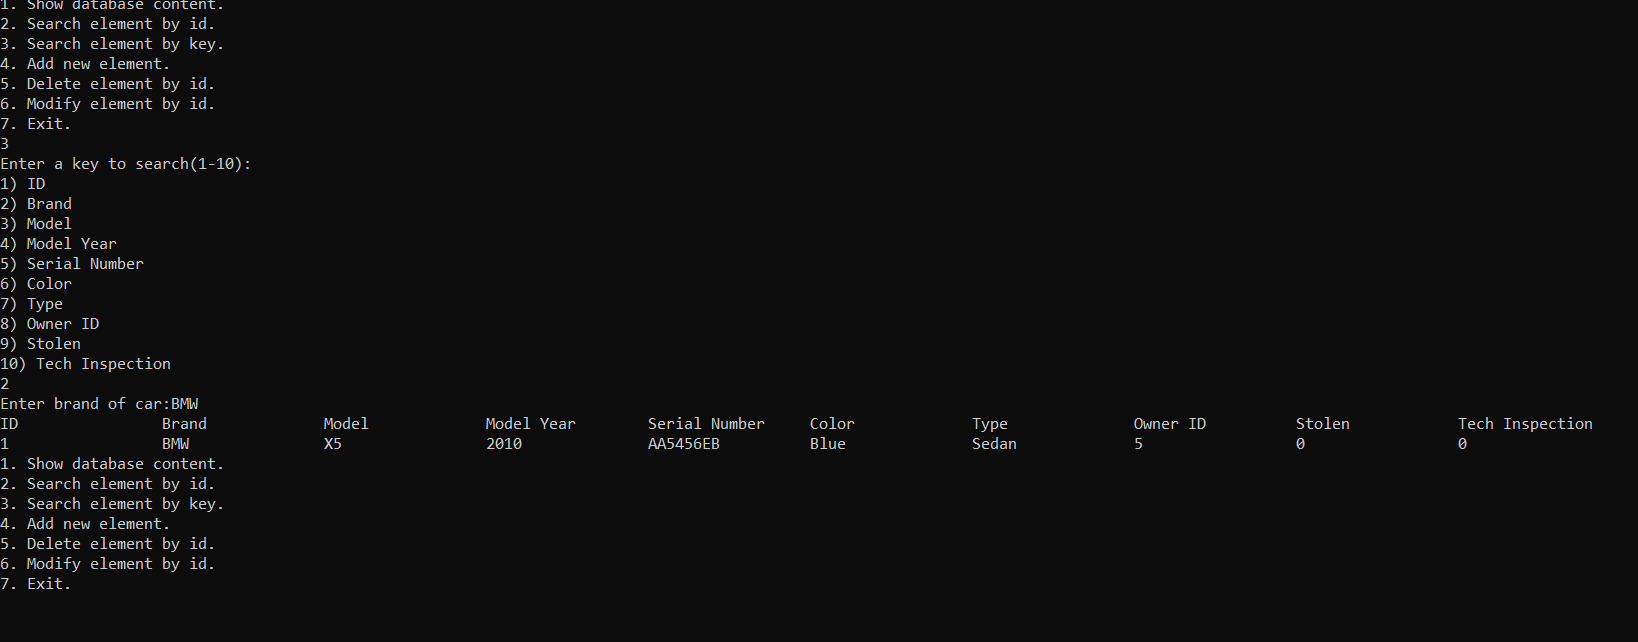 1. Show database content.
2. Search element by id.
3. Search element by key.
4. Add new element.
5. Delete element by id.
6. Modify element by id.
7. Exit.
3
Enter a key to search(1-10):
1) ID
2) Brand
3) Model
4) Model Year
5) Serial Number
6) Color
7) Type
8) Owner ID
9) Stolen
10) Tech Inspection
2
Enter brand of car:BMW
ID Brand Model Model Year Serial Number Color Type Owner ID Stolen Tech Inspection
1 BMW X5 2010 AA5456EB Blue Sedan 5 0 0
1. Show database content.
2. Search element by id.
3. Search element by key.
4. Add new element.
5. Delete element by id.
6. Modify element by id.
7. Exit.